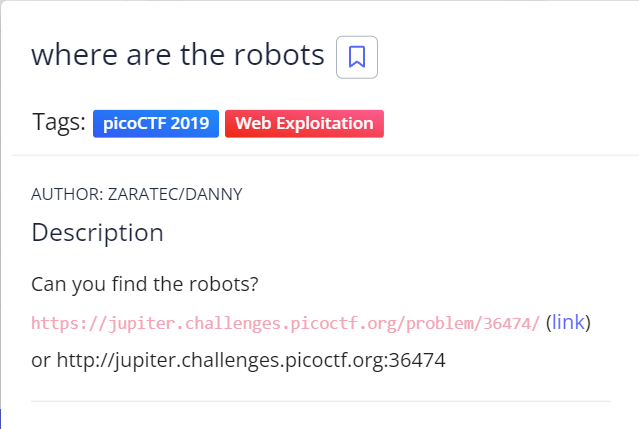 where are the robots
Tags: picoCTF 2019 Web Exploitation
AUTHOR: ZARATEC/DANNY
Description
Can you find the robots?
https://jupiter.challenges.picoctf.org/problem/36474/ (link)
or http://jupiter.challenges.picoctf.org:36474